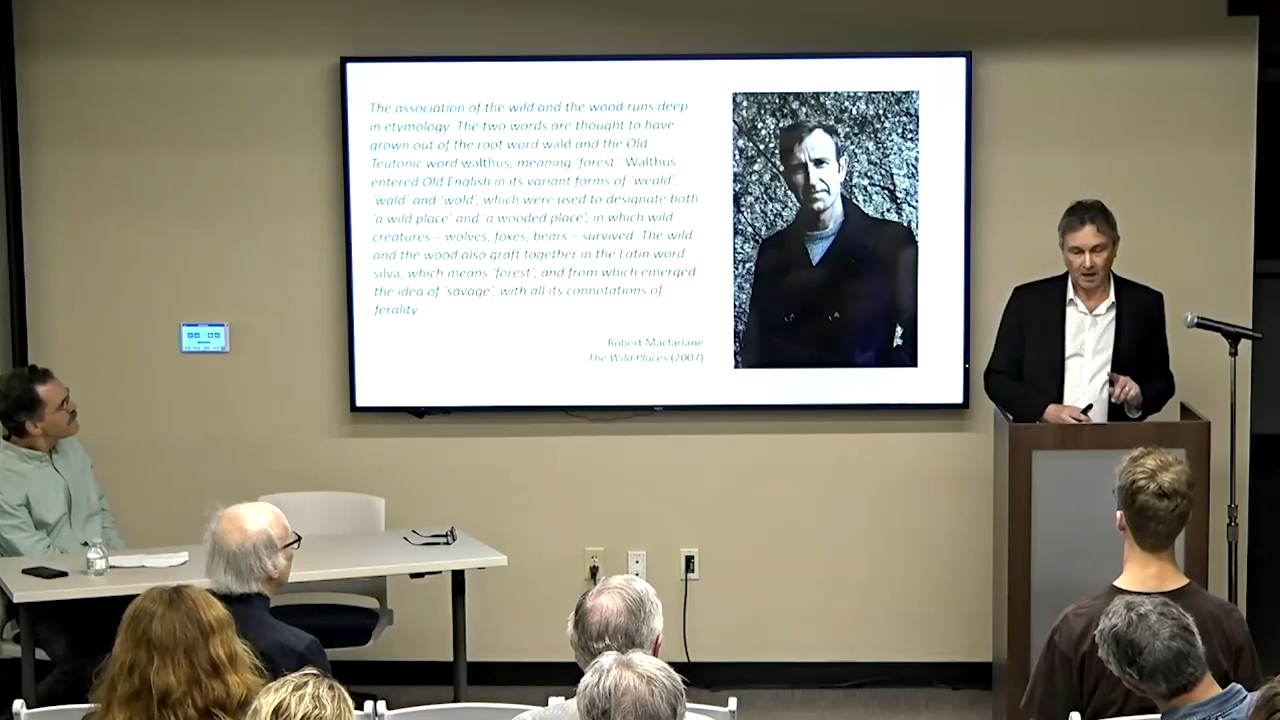 The association of the wild and the wood runs deep
in etymology. The two words are thought to have
grown out of the root word wald and the Old
Teutonic word walthus, meaning 'forest'. Walthus
entered Old English in its variant forms of 'weald',
'wald' and 'wold', which were used to designate both
'a wild place' and 'a wooded place', in which wild
creatures – wolves, foxes, bears – survived. The wild
and the wood also graft together in the Latin word
silva, which means 'forest', and from which emerged
the idea of 'savage', with all its connotations of
ferality.
Robert Macfarlane
The Wild Places (2007)